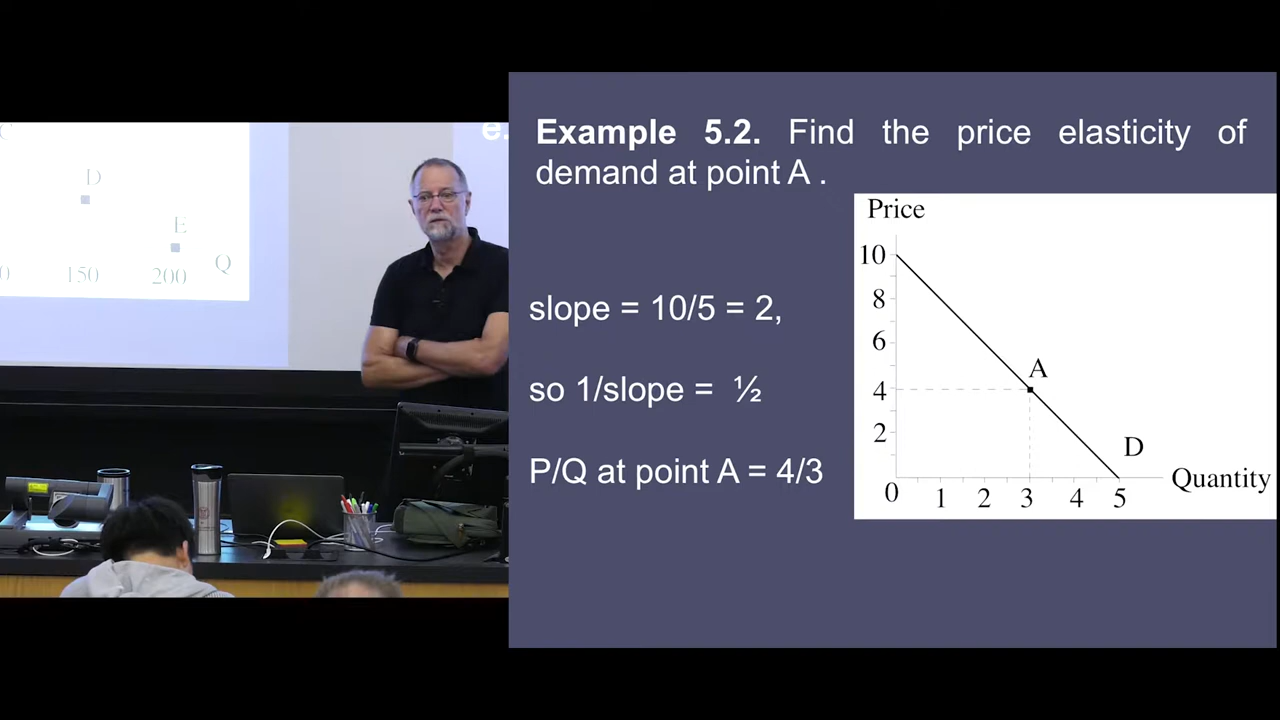 e.
D
E
150
200
Q
Example 5.2. Find the price elasticity of
demand at point A .
slope = 10/5 = 2,
so 1/slope = ½
P/Q at point A = 4/3
Price
10
8
6
4
2
A
D
0 1 2 3 4 5
Quantity